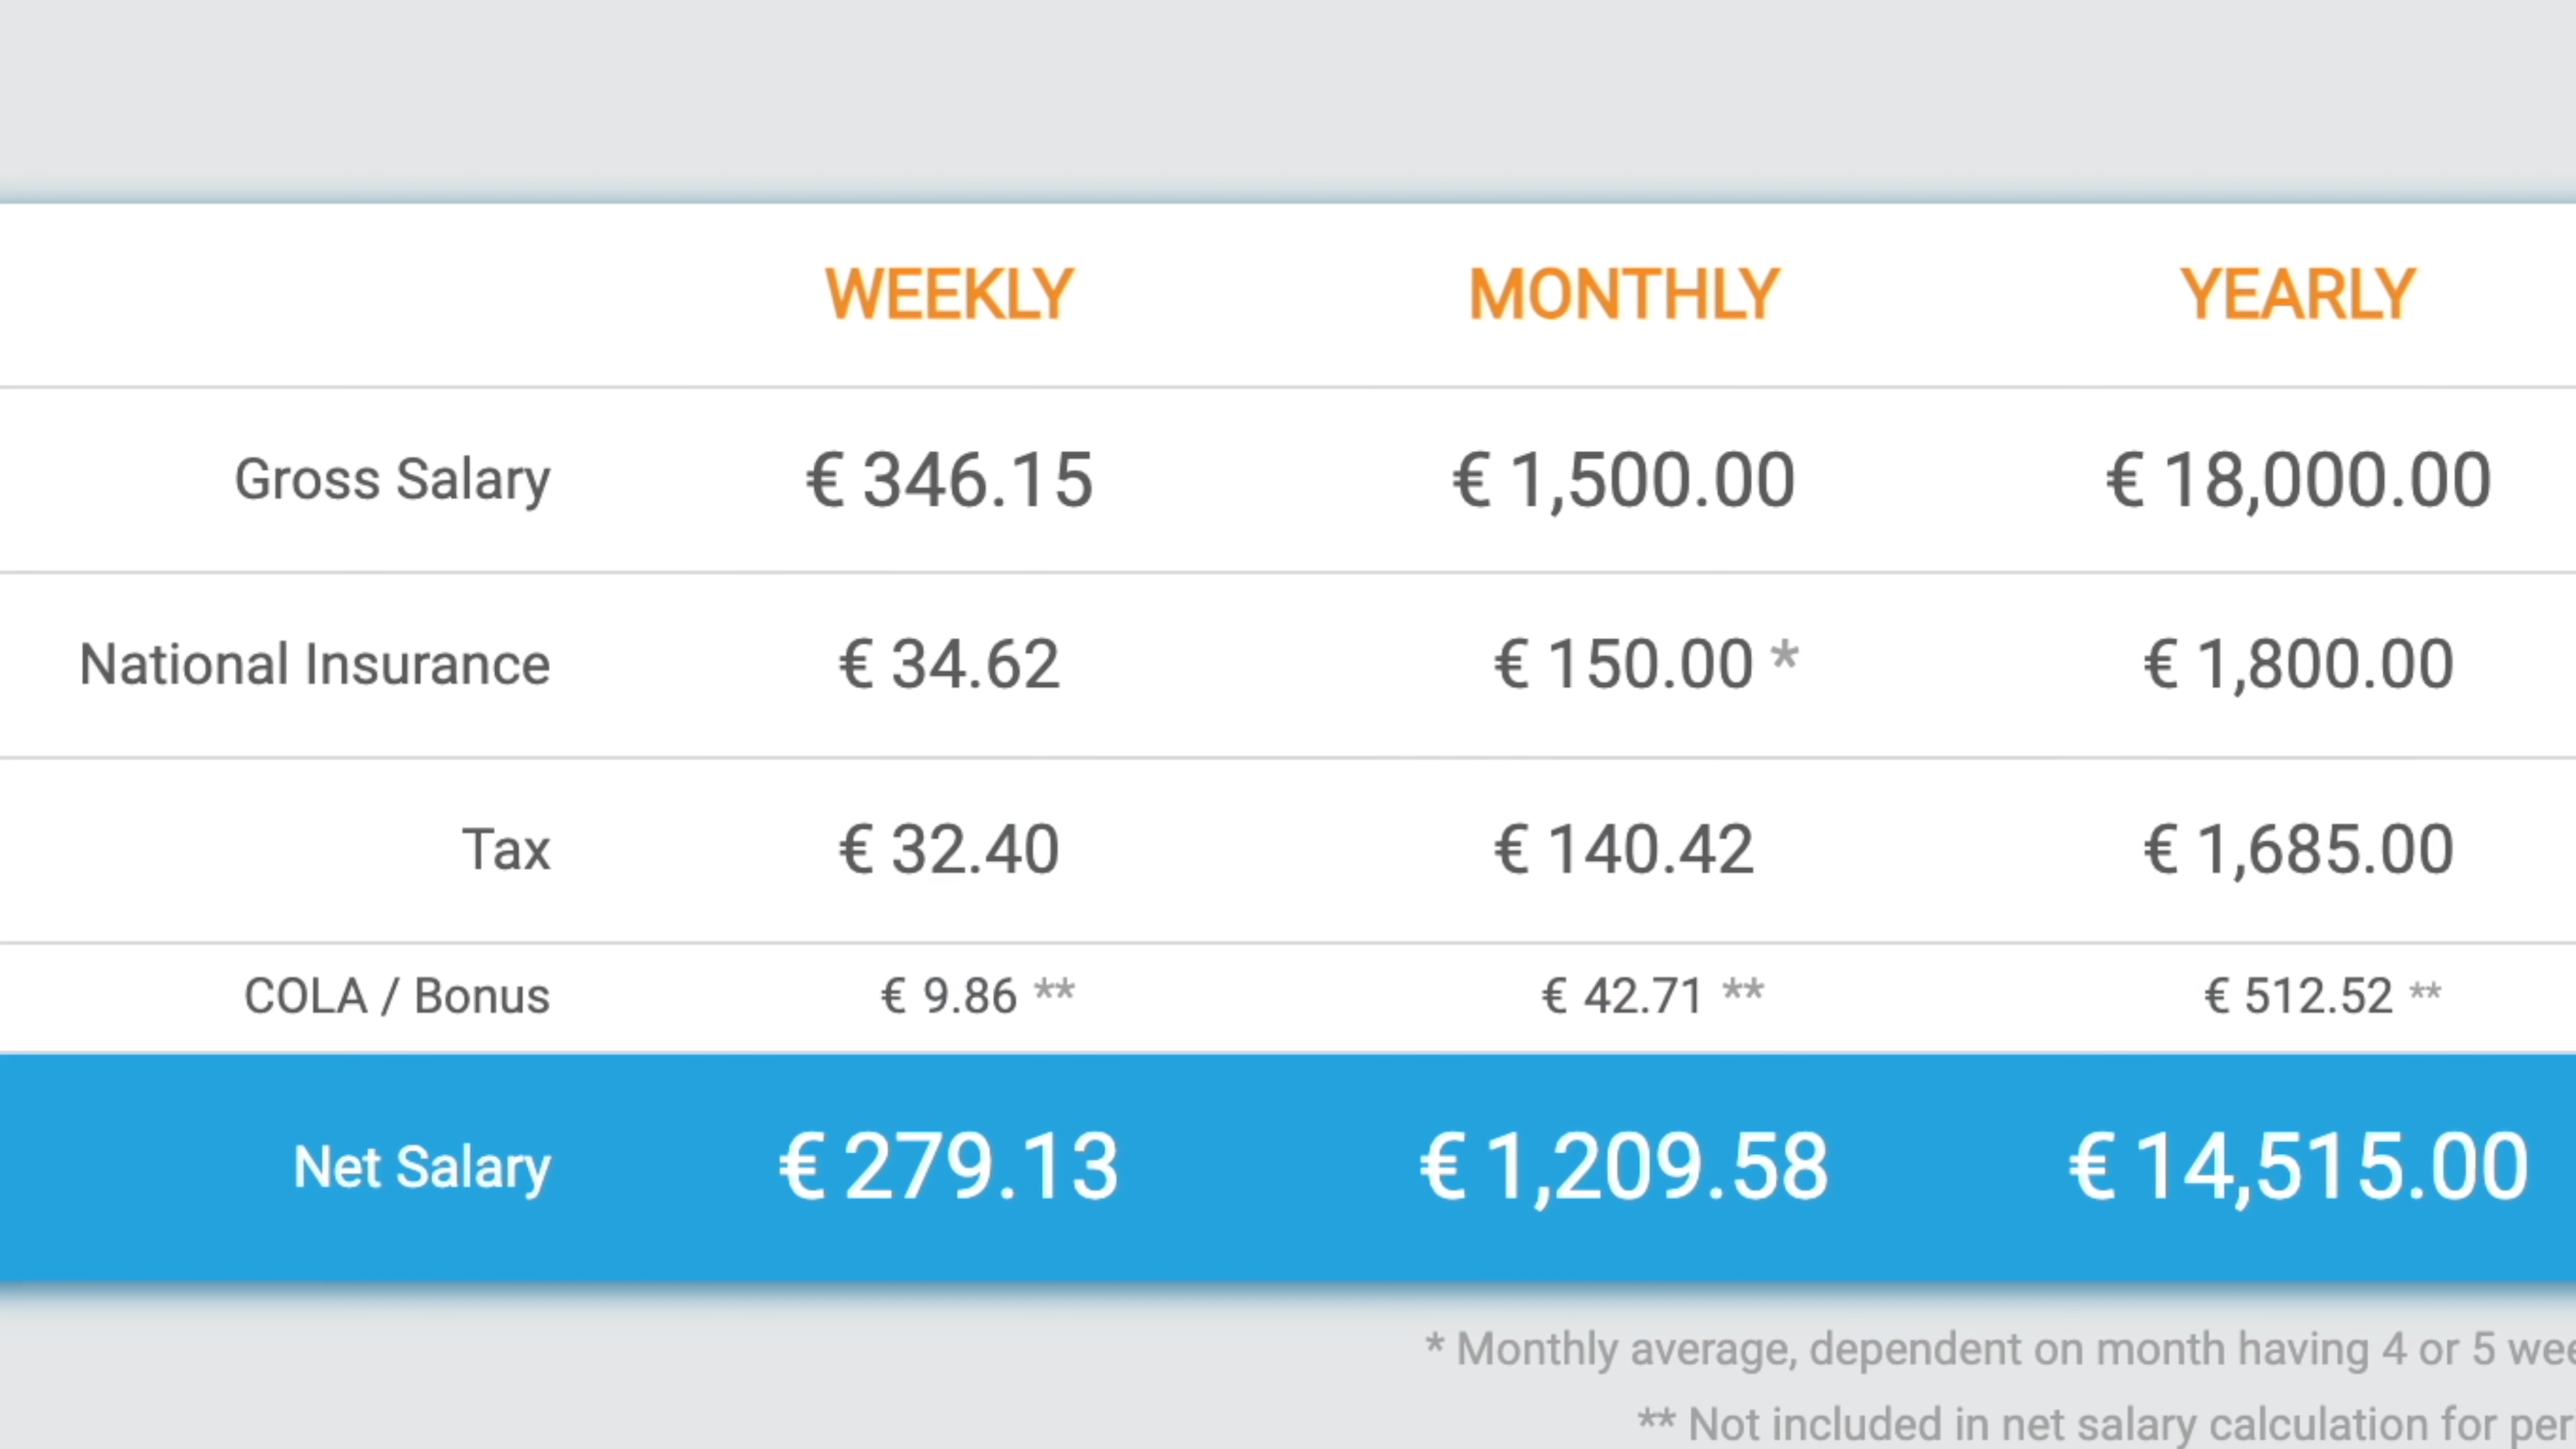 WEEKLY MONTHLY YEARLY
Gross Salary € 346.15 € 1,500.00 € 18,000.00
National Insurance € 34.62 € 150.00 * € 1,800.00
Tax € 32.40 € 140.42 € 1,685.00
COLA / Bonus € 9.86 ** € 42.71 ** € 512.52 **
Net Salary € 279.13 € 1,209.58 € 14,515.00
* Monthly average, dependent on month having 4 or 5
** Not included in net salary calculation for